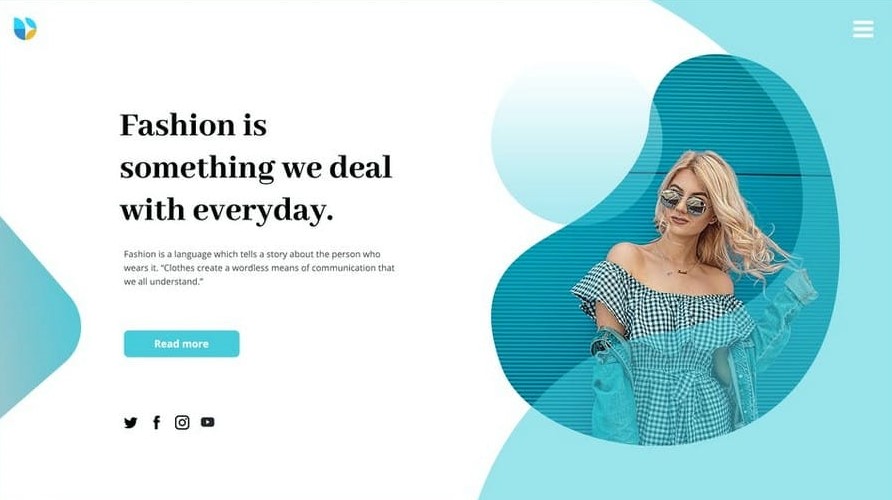 Fashion is
something we deal
with everyday.
Fashion is a language which tells a story about the person who
wears it. “Clothes create a wordless means of communication that
we all understand.”
Read more